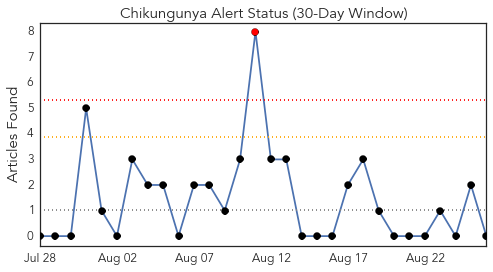 Chikungunya Alert Status (30-Day Window)
Articles Found
8
7
6
5
4
3
2
1
0
Jul 28
Aug 02
Aug 07
Aug 12
Aug 17
Aug 22